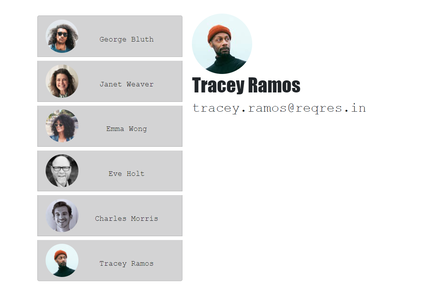 George Bluth
Janet Weaver
Emma Wong
Eve Holt
Charles Morris
Tracey Ramos
Tracey Ramos
tracey.ramos@reqres.in